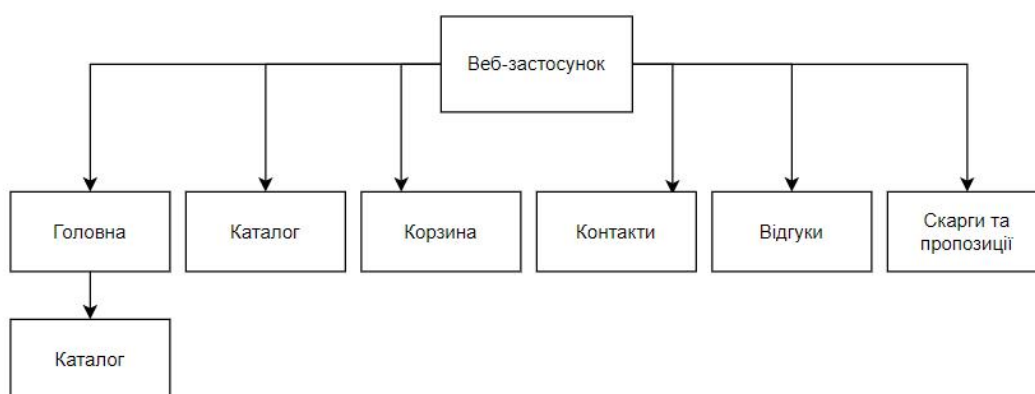 Веб-застосунок
Головна
Каталог
Корзина
Контакти
Відгуки
Скарги та
пропозиції
Каталог